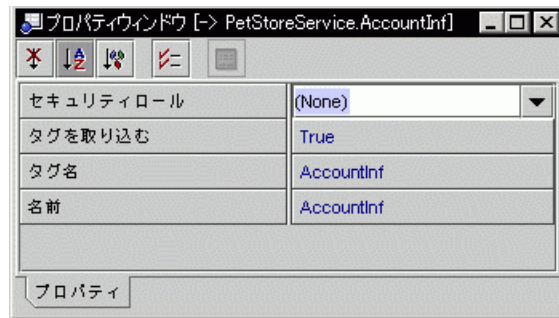 プロパティウィンドウ [-> PetStoreService.AccountInf]
セキュリティロール (None)
タグを取り込む True
タグ名 AccountInf
名前 AccountInf
プロパティ